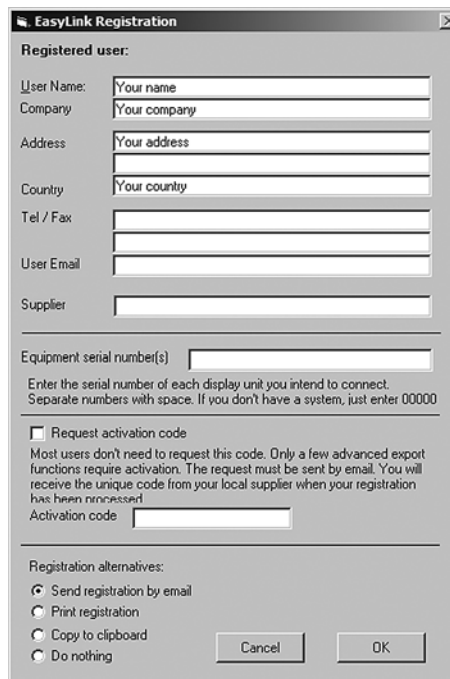 EasyLink Registration
Registered user:
User Name: Your name
Company Your company
Address Your address
Country Your country
Tel / Fax
User Email
Supplier
Equipment serial number(s)
Enter the serial number of each display unit you intend to connect.
Separate numbers with space. If you don't have a system, just enter 00000
Request activation code
Most users don't need to request this code. Only a few advanced export
functions require activation. The request must be sent by email. You will
receive the unique code from your local supplier when your registration
has been processed
Activation code
Registration alternatives:
Send registration by email
Print registration
Copy to clipboard
Do nothing
Cancel OK